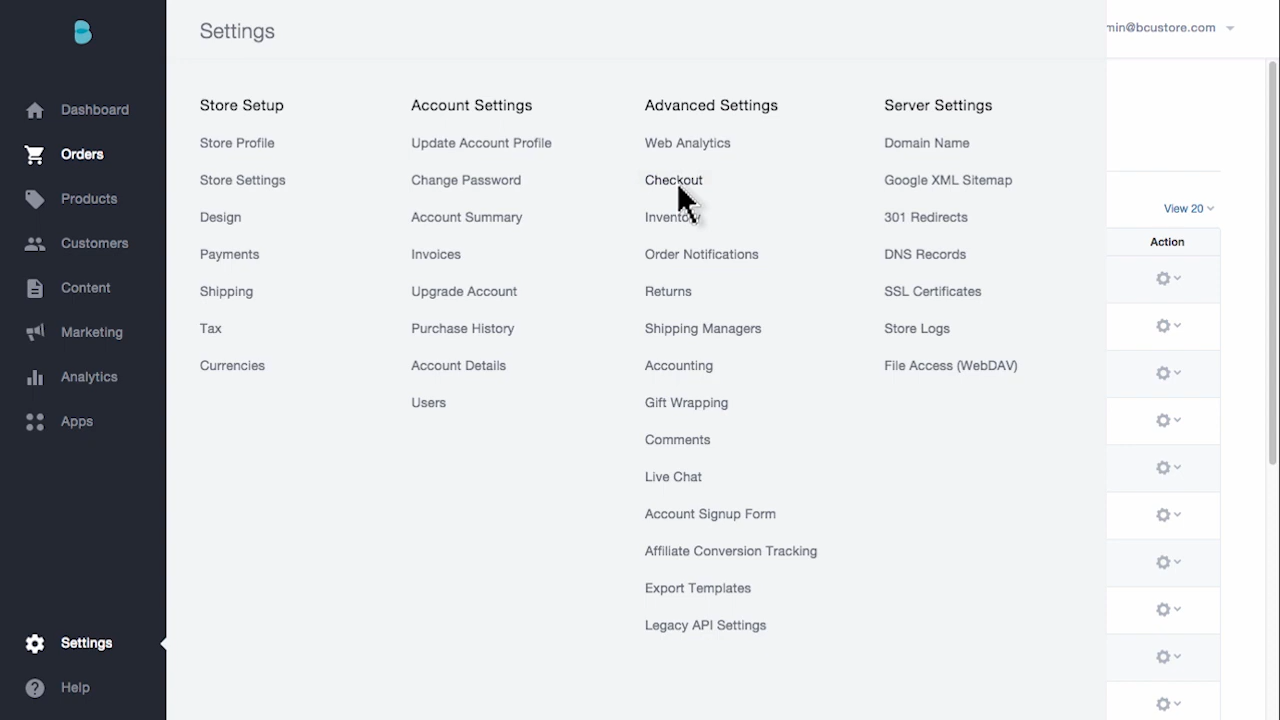 Settings
min@bcustore.com
Dashboard
Orders
Products
Customers
Content
Marketing
Analytics
Apps
Settings
Help
Store Setup
Store Profile
Store Settings
Design
Payments
Shipping
Tax
Currencies
Account Settings
Update Account Profile
Change Password
Account Summary
Invoices
Upgrade Account
Purchase History
Account Details
Users
Advanced Settings
Web Analytics
Checkout
Inventory
Order Notifications
Returns
Shipping Managers
Accounting
Gift Wrapping
Comments
Live Chat
Account Signup Form
Affiliate Conversion Tracking
Export Templates
Legacy API Settings
Server Settings
Domain Name
Google XML Sitemap
301 Redirects
DNS Records
SSL Certificates
Store Logs
File Access (WebDAV)
View 20
Action